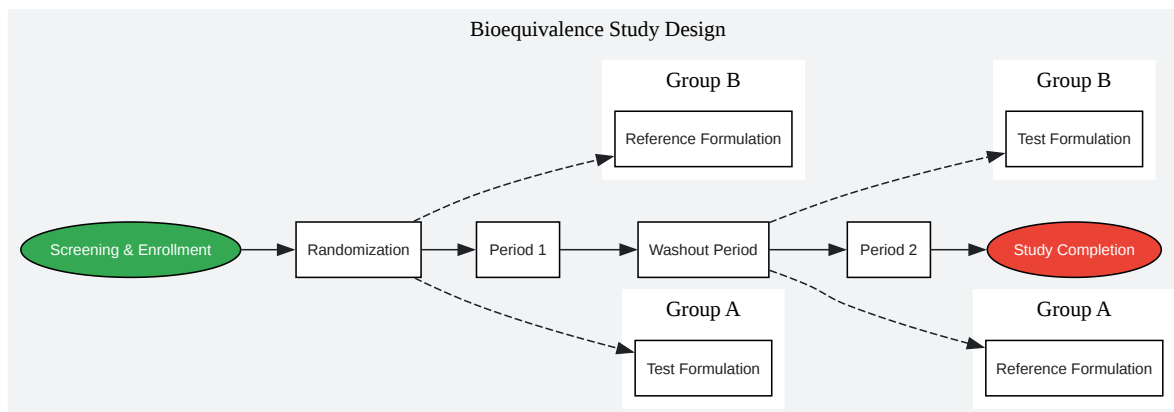 Bioequivalence Study Design
Group B
Reference Formulation
Group B
Test Formulation
Screening & Enrollment
Randomization
Period 1
Washout Period
Period 2
Study Completion
Group A
Test Formulation
Group A
Reference Formulation